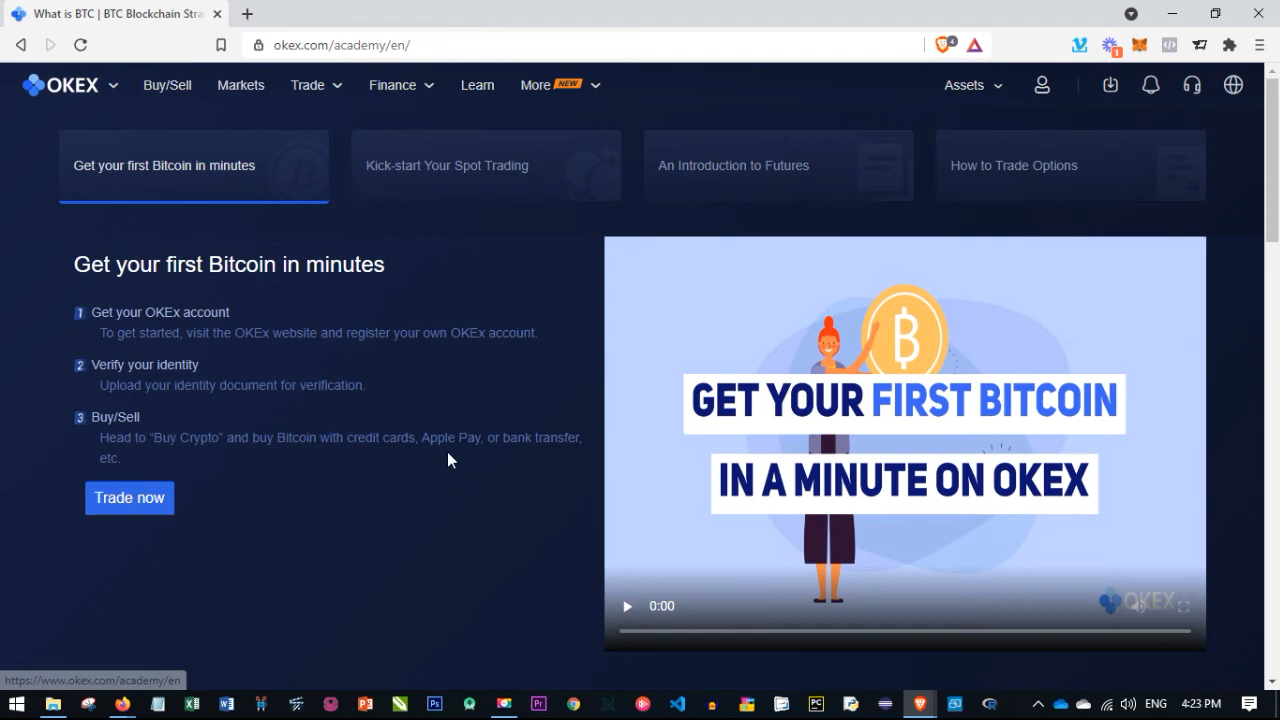 What is BTC | BTC Blockchain Stra
okex.com/academy/en/
4
1
OKEX
Buy/Sell
Markets
Trade
Finance
Learn
More NEW
Assets
Get your first Bitcoin in minutes
Kick-start Your Spot Trading
An Introduction to Futures
How to Trade Options
Get your first Bitcoin in minutes
1 Get your OKEx account
To get started, visit the OKEx website and register your own OKEx account.
2 Verify your identity
Upload your identity document for verification.
3 Buy/Sell
Head to “Buy Crypto” and buy Bitcoin with credit cards, Apple Pay, or bank transfer,
etc.
Trade now
GET YOUR FIRST BITCOIN
IN A MINUTE ON OKEX
0:00
OKEX
https://www.okex.com/academy/en
ENG
4:23 PM